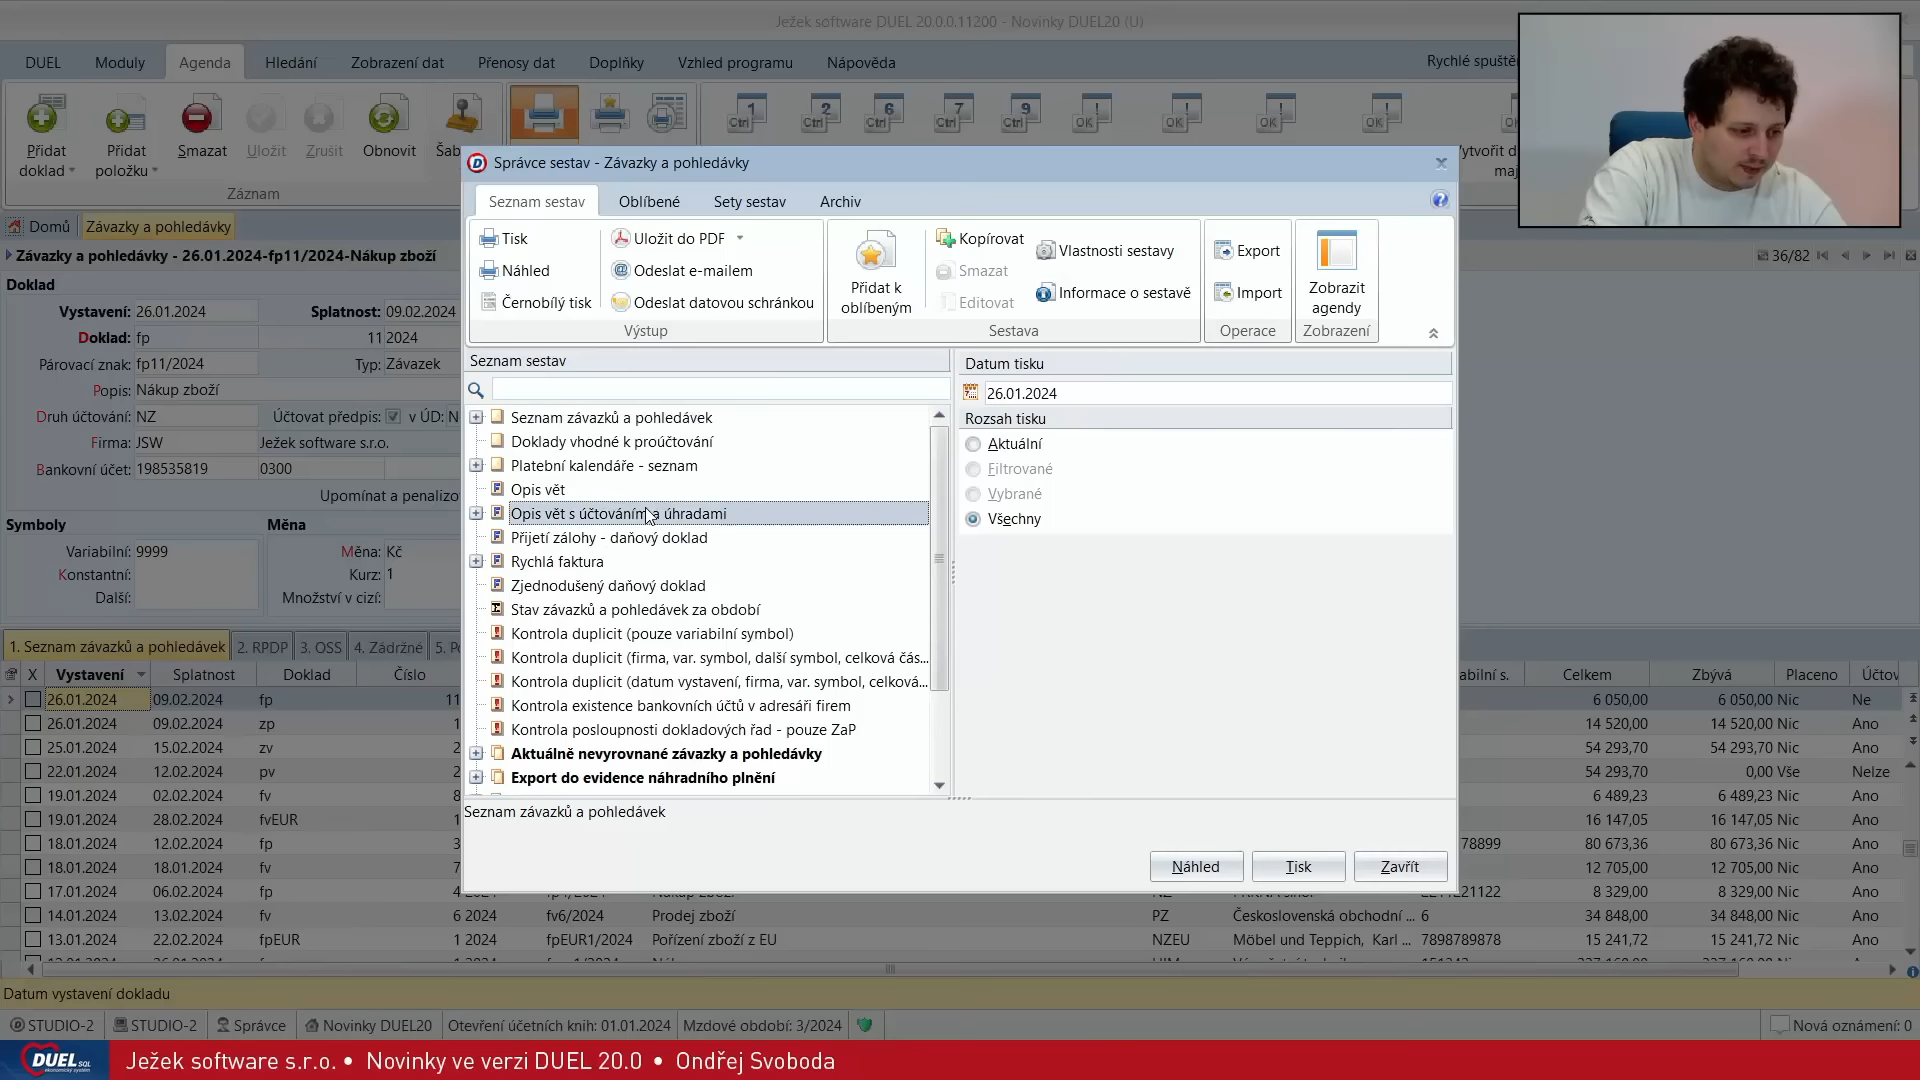 Ježek software DUEL 20.0.0.11200 - Novinky DUEL20 (U)
DUEL Moduly Agenda Hledání Zobrazení dat Přenosy dat Doplňky Vzhled programu Nápověda
Přidat doklad
Přidat položku
Smazat
Uložit
Zrušit
Obnovit
Záznam
1 Ctrl 2 Ctrl 6 Ctrl 7 Ctrl 9 Ctrl OK OK OK OK
Domů Závazky a pohledávky
Závazky a pohledávky - 26.01.2024-fp11/2024-Nákup zboží
36/82
Doklad
Vystavení: 26.01.2024 Splatnost: 09.02.2024
Doklad: fp 11 2024
Párovací znak: fp11/2024 Typ: Závazek
Popis: Nákup zboží
Druh účtování: NZ Účtovat předpis: v ÚD:
Firma: JSW Ježek software s.r.o.
Bankovní účet: 198535819 0300
Symboly Měna
Variabilní: 9999 Měna: Kč
Konstantní: Kurz: 1
Další: Množství v cizí:
Správce sestav - Závazky a pohledávky
Seznam sestav Oblíbené Sety sestav Archiv
Tisk
Náhled
Černobílý tisk
Uložit do PDF
Odeslat e-mailem
Odeslat datovou schránkou
Výstup
Přidat k oblíbeným
Kopírovat
Smazat
Editovat
Vlastnosti sestavy
Informace o sestavě
Sestava
Export
Import
Operace
Zobrazit agendy
Zobrazení
Seznam sestav
Seznam závazků a pohledávek
Doklady vhodné k proúčtování
Platební kalendáře - seznam
Opis vět
Opis vět s účtováním a úhradami
Přijetí zálohy - daňový doklad
Rychlá faktura
Zjednodušený daňový doklad
Stav závazků a pohledávek za období
Kontrola duplicit (pouze variabilní symbol)
Kontrola duplicit (firma, var. symbol, další symbol, celková čás...
Kontrola duplicit (datum vystavení, firma, var. symbol, celková...
Kontrola existence bankovních účtů v adresáři firem
Kontrola posloupnosti dokladových řad - pouze ZaP
Aktuálně nevyrovnané závazky a pohledávky
Export do evidence náhradního plnění
Datum tisku
26.01.2024
Rozsah tisku
Aktuální
Filtrované
Vybrané
Všechny
Seznam závazků a pohledávek
Náhled Tisk Zavřít
1. Seznam závazků a pohledávek 2. RPDP 3. OSS 4. Zádržné
X Vystavení Splatnost Doklad Číslo Celkem Zbývá Placeno
26.01.2024 09.02.2024 fp 11 6 050,00 6 050,00 Nic Ne
26.01.2024 09.02.2024 zp 1 14 520,00 14 520,00 Nic Ano
25.01.2024 15.02.2024 zv 2 54 293,70 54 293,70 Nic Ano
22.01.2024 12.02.2024 pv 2 54 293,70 0,00 Vše Nelze
19.01.2024 02.02.2024 fv 8 6 489,23 6 489,23 Nic Ano
19.01.2024 28.02.2024 fvEUR 1 16 147,05 16 147,05 Nic Ano
18.01.2024 12.02.2024 fp 3 78899 80 673,36 80 673,36 Nic Ano
18.01.2024 18.01.2024 fv 7 12 705,00 12 705,00 Nic Ano
17.01.2024 06.02.2024 fp 8 329,00 8 329,00 Nic Ano
14.01.2024 13.02.2024 fv 6 2024 fv6/2024 Prodej zboží PZ Československá obchodní ... 6 34 848,00 34 848,00 Nic Ano
13.01.2024 22.02.2024 fpEUR 1 2024 fpEUR1/2024 Pořízení zboží z EU NZEU Möbel und Teppich, Karl ... 7898789878 15 241,72 15 241,72 Nic Ano
Datum vystavení dokladu
STUDIO-2 STUDIO-2 Správce Novinky DUEL20 Otevření účetních knih: 01.01.2024 Mzdové období: 3/2024 Nová oznámení: 0
DUEL SQL Ježek software s.r.o. • Novinky ve verzi DUEL 20.0 • Ondřej Svoboda